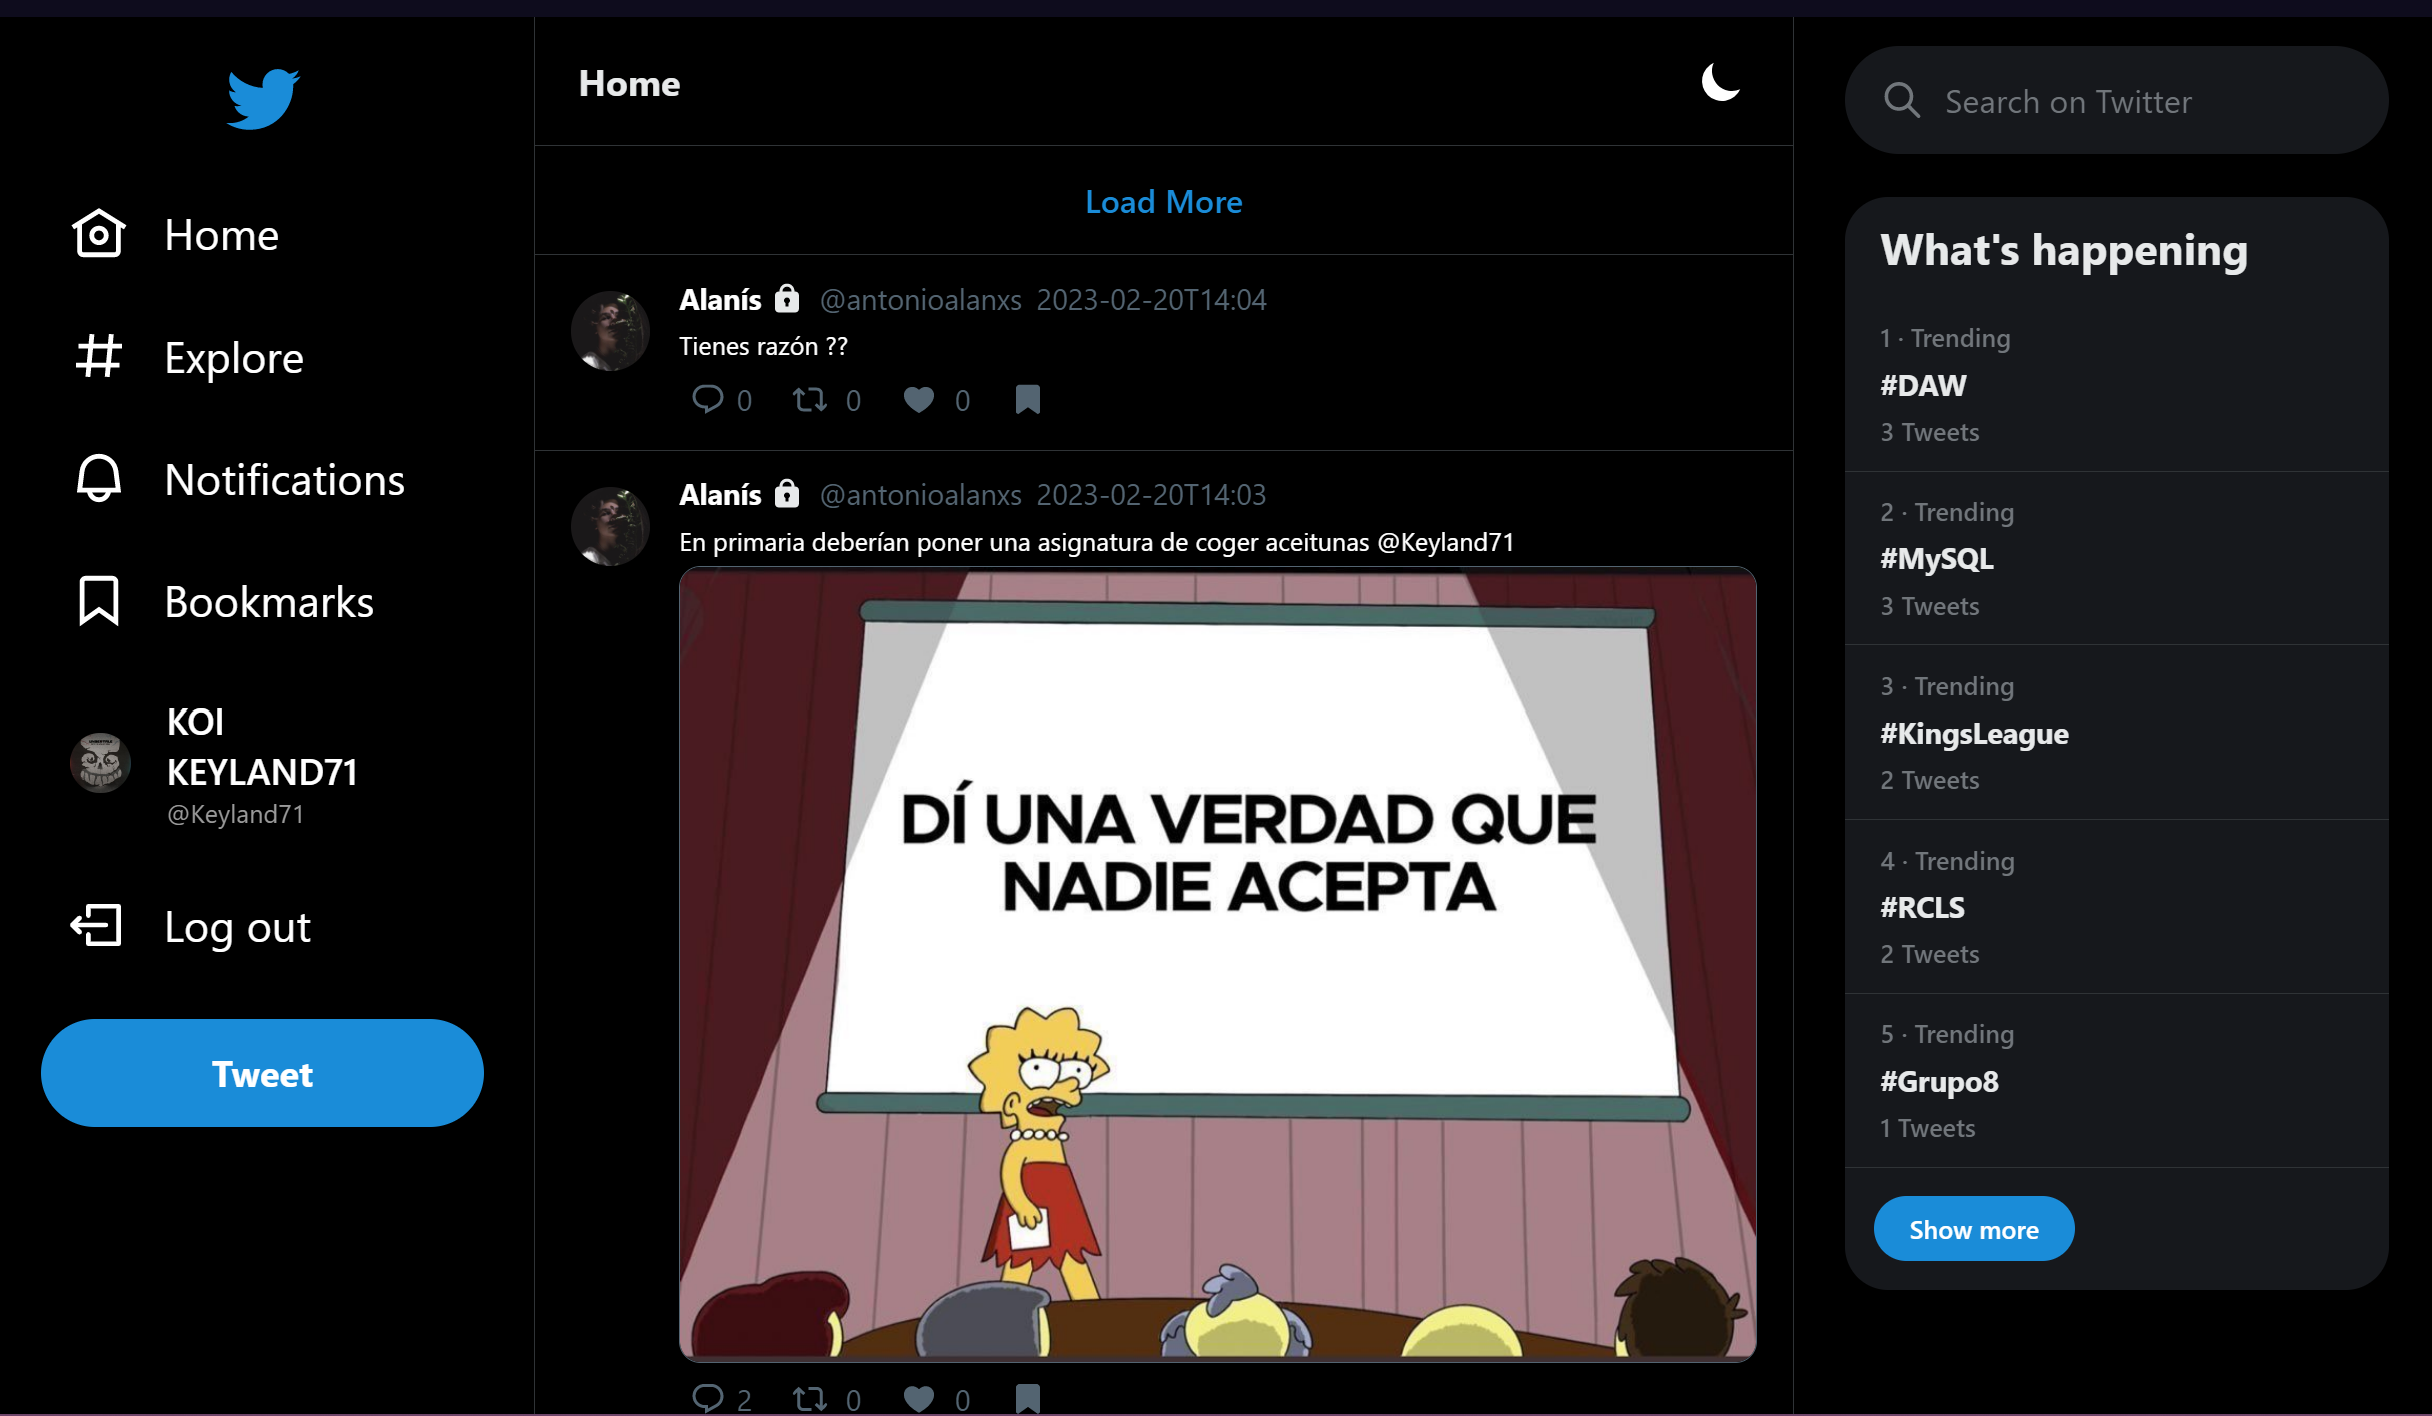 Home
Explore
Notifications
Bookmarks
KOI
KEYLAND71
@Keyland71
Log out
Tweet
Home
Load More
Alanís @antonioalanxs 2023-02-20T14:04
Tienes razón ??
0 0 0
Alanís @antonioalanxs 2023-02-20T14:03
En primaria deberían poner una asignatura de coger aceitunas @Keyland71
DÍ UNA VERDAD QUE
NADIE ACEPTA
2 0 0
Search on Twitter
What's happening
1 · Trending
#DAW
3 Tweets
2 · Trending
#MySQL
3 Tweets
3 · Trending
#KingsLeague
2 Tweets
4 · Trending
#RCLS
2 Tweets
5 · Trending
#Grupo8
1 Tweets
Show more